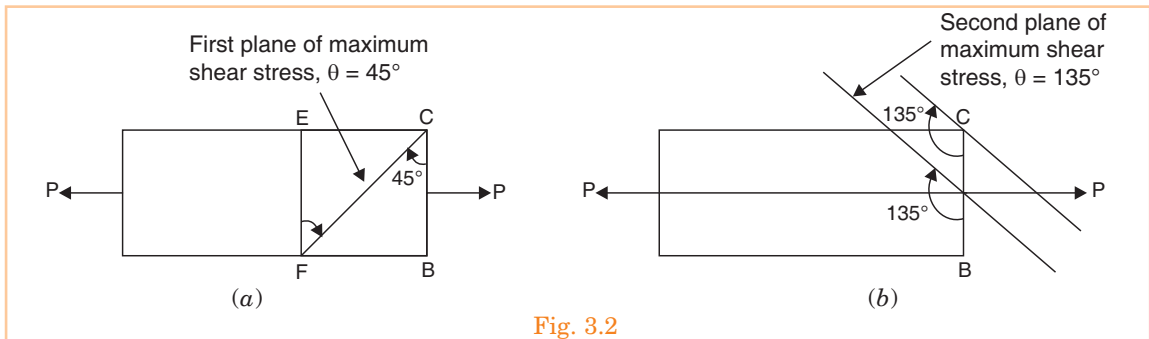 First plane of maximum
shear stress, θ = 45°
E
C
45°
P
P
F
B
(a)
Second plane of
maximum shear
stress, θ = 135°
135°
C
P
P
135°
B
(b)
Fig. 3.2